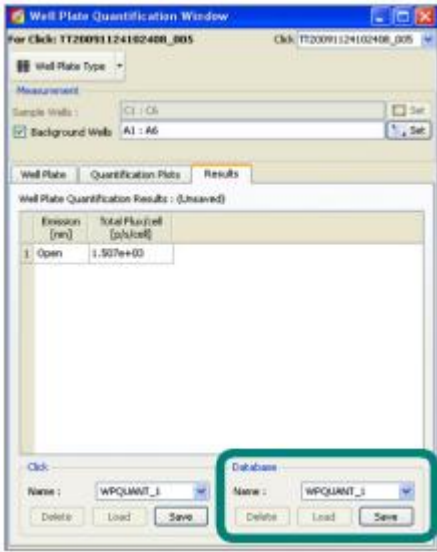 Well Plate Quantification Window
For Click: TT20091124102408_005 Click TT20091124102408_005
Well Plate Type
Measurement
Sample Wells : C1 : C6 Set
Background Wells A1 : A6 Set
Well Plate Quantification Plots Results
Well Plate Quantification Results : (Unsaved)
Emission Total Flux/cell
[nm] [p/s/cell]
1 Open 1.507e+03
Click Database
Name : WPQUANT_1 Name : WPQUANT_1
Delete Load Save Delete Load Save